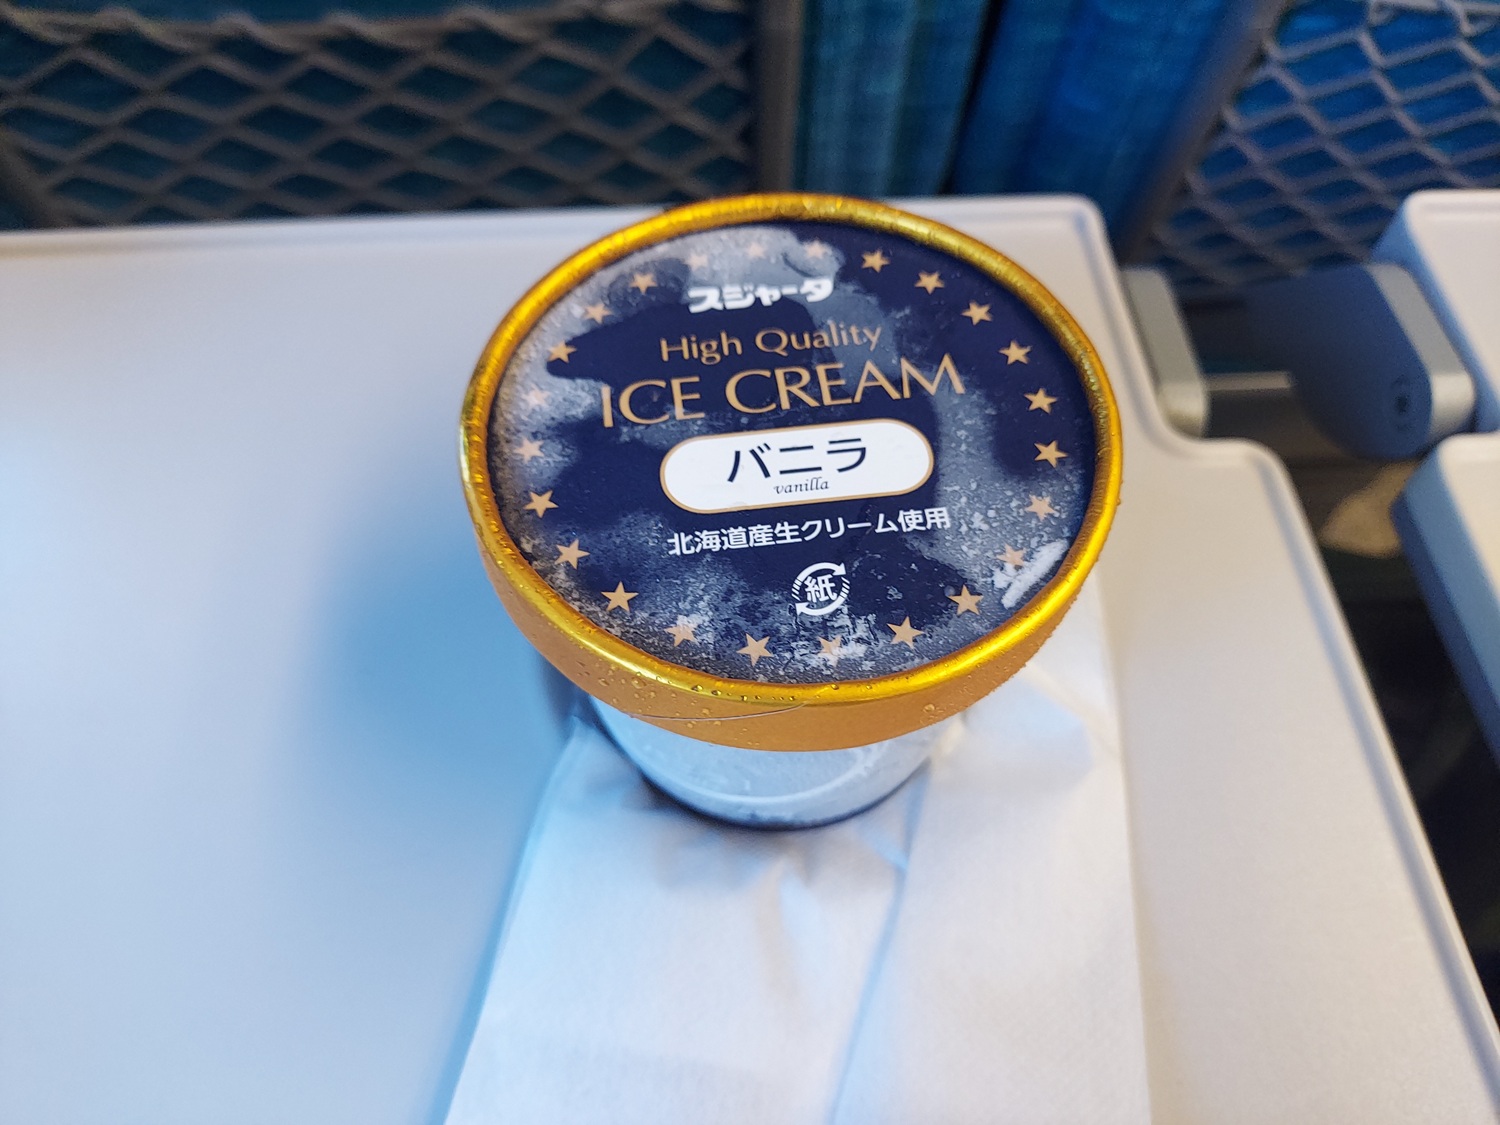 スジャータ
High Quality
ICE CREAM
バニラ
vanilla
北海道産生クリーム使用
紙